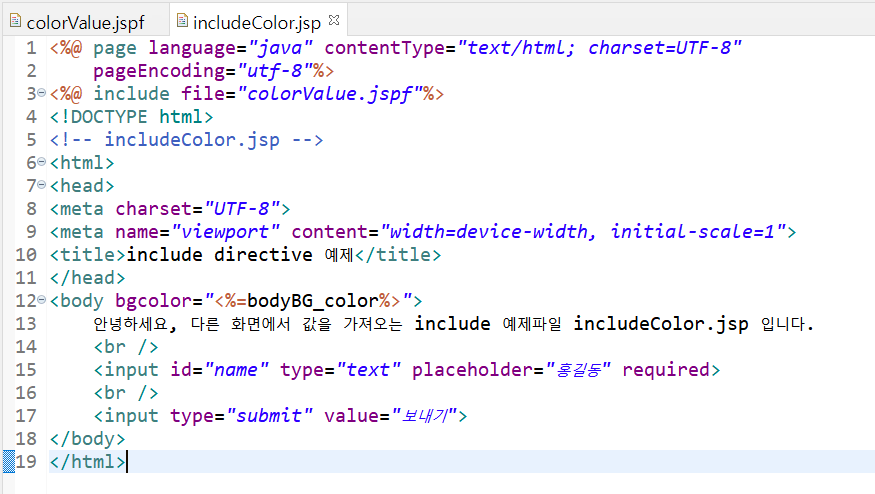 colorValue.jspf includeColor.jsp
1 <%@ page language="java" contentType="text/html; charset=UTF-8"
2     pageEncoding="utf-8"%>
3 <%@ include file="colorValue.jspf"%>
4 <!DOCTYPE html>
5 <!-- includeColor.jsp -->
6 <html>
7 <head>
8 <meta charset="UTF-8">
9 <meta name="viewport" content="width=device-width, initial-scale=1">
10 <title>include directive 예제</title>
11 </head>
12 <body bgcolor="<%=bodyBG_color%>">
13     안녕하세요, 다른 화면에서 값을 가져오는 include 예제파일 includeColor.jsp 입니다.
14     <br />
15     <input id="name" type="text" placeholder="홍길동" required>
16     <br />
17     <input type="submit" value="보내기">
18 </body>
19 </html>